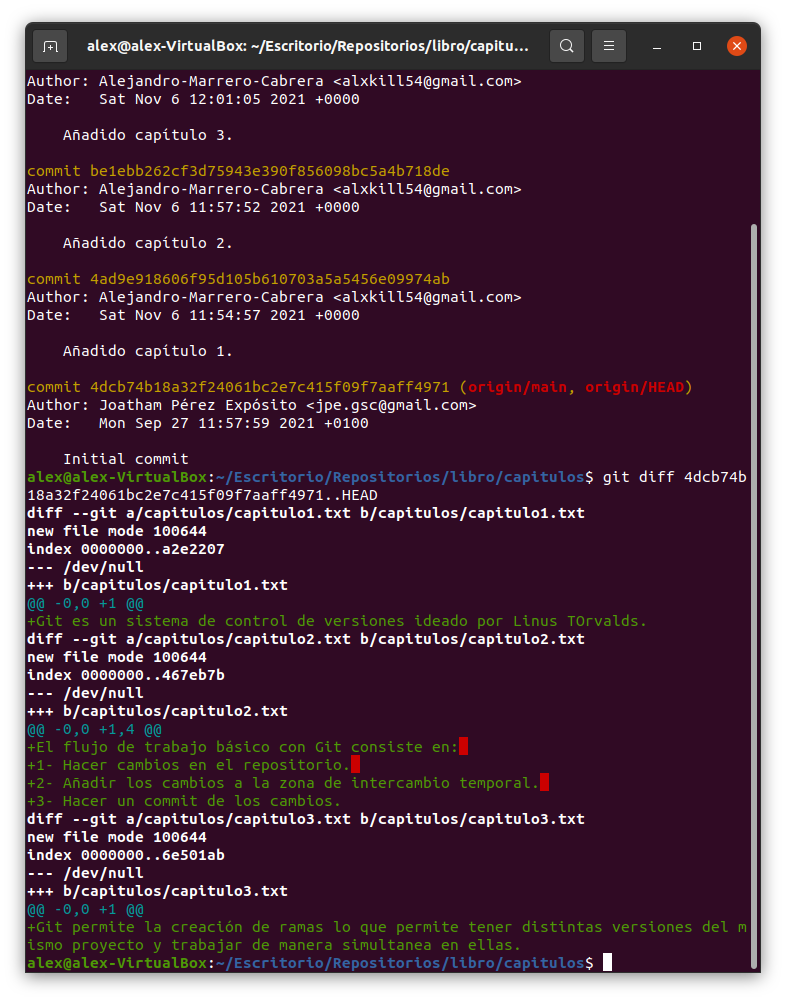 alex@alex-VirtualBox: ~/Escritorio/Repositorios/libro/capitu...
Author: Alejandro-Marrero-Cabrera <alxkill54@gmail.com>
Date:   Sat Nov 6 12:01:05 2021 +0000
    Añadido capítulo 3.
commit be1ebb262cf3d75943e390f856098bc5a4b718de
Author: Alejandro-Marrero-Cabrera <alxkill54@gmail.com>
Date:   Sat Nov 6 11:57:52 2021 +0000
    Añadido capítulo 2.
commit 4ad9e918606f95d105b610703a5a5456e09974ab
Author: Alejandro-Marrero-Cabrera <alxkill54@gmail.com>
Date:   Sat Nov 6 11:54:57 2021 +0000
    Añadido capítulo 1.
commit 4dcb74b18a32f24061bc2e7c415f09f7aaff4971 (origin/main, origin/HEAD)
Author: Joatham Pérez Expósito <jpe.gsc@gmail.com>
Date:   Mon Sep 27 11:57:59 2021 +0100
    Initial commit
alex@alex-VirtualBox:~/Escritorio/Repositorios/libro/capitulos$ git diff 4dcb74b
18a32f24061bc2e7c415f09f7aaff4971..HEAD
diff --git a/capitulos/capitulo1.txt b/capitulos/capitulo1.txt
new file mode 100644
index 0000000..a2e2207
--- /dev/null
+++ b/capitulos/capitulo1.txt
@@ -0,0 +1 @@
+Git es un sistema de control de versiones ideado por Linus TOrvalds.
diff --git a/capitulos/capitulo2.txt b/capitulos/capitulo2.txt
new file mode 100644
index 0000000..467eb7b
--- /dev/null
+++ b/capitulos/capitulo2.txt
@@ -0,0 +1,4 @@
+El flujo de trabajo básico con Git consiste en:
+1- Hacer cambios en el repositorio.
+2- Añadir los cambios a la zona de intercambio temporal.
+3- Hacer un commit de los cambios.
diff --git a/capitulos/capitulo3.txt b/capitulos/capitulo3.txt
new file mode 100644
index 0000000..6e501ab
--- /dev/null
+++ b/capitulos/capitulo3.txt
@@ -0,0 +1 @@
+Git permite la creación de ramas lo que permite tener distintas versiones del m
ismo proyecto y trabajar de manera simultanea en ellas.
alex@alex-VirtualBox:~/Escritorio/Repositorios/libro/capitulos$